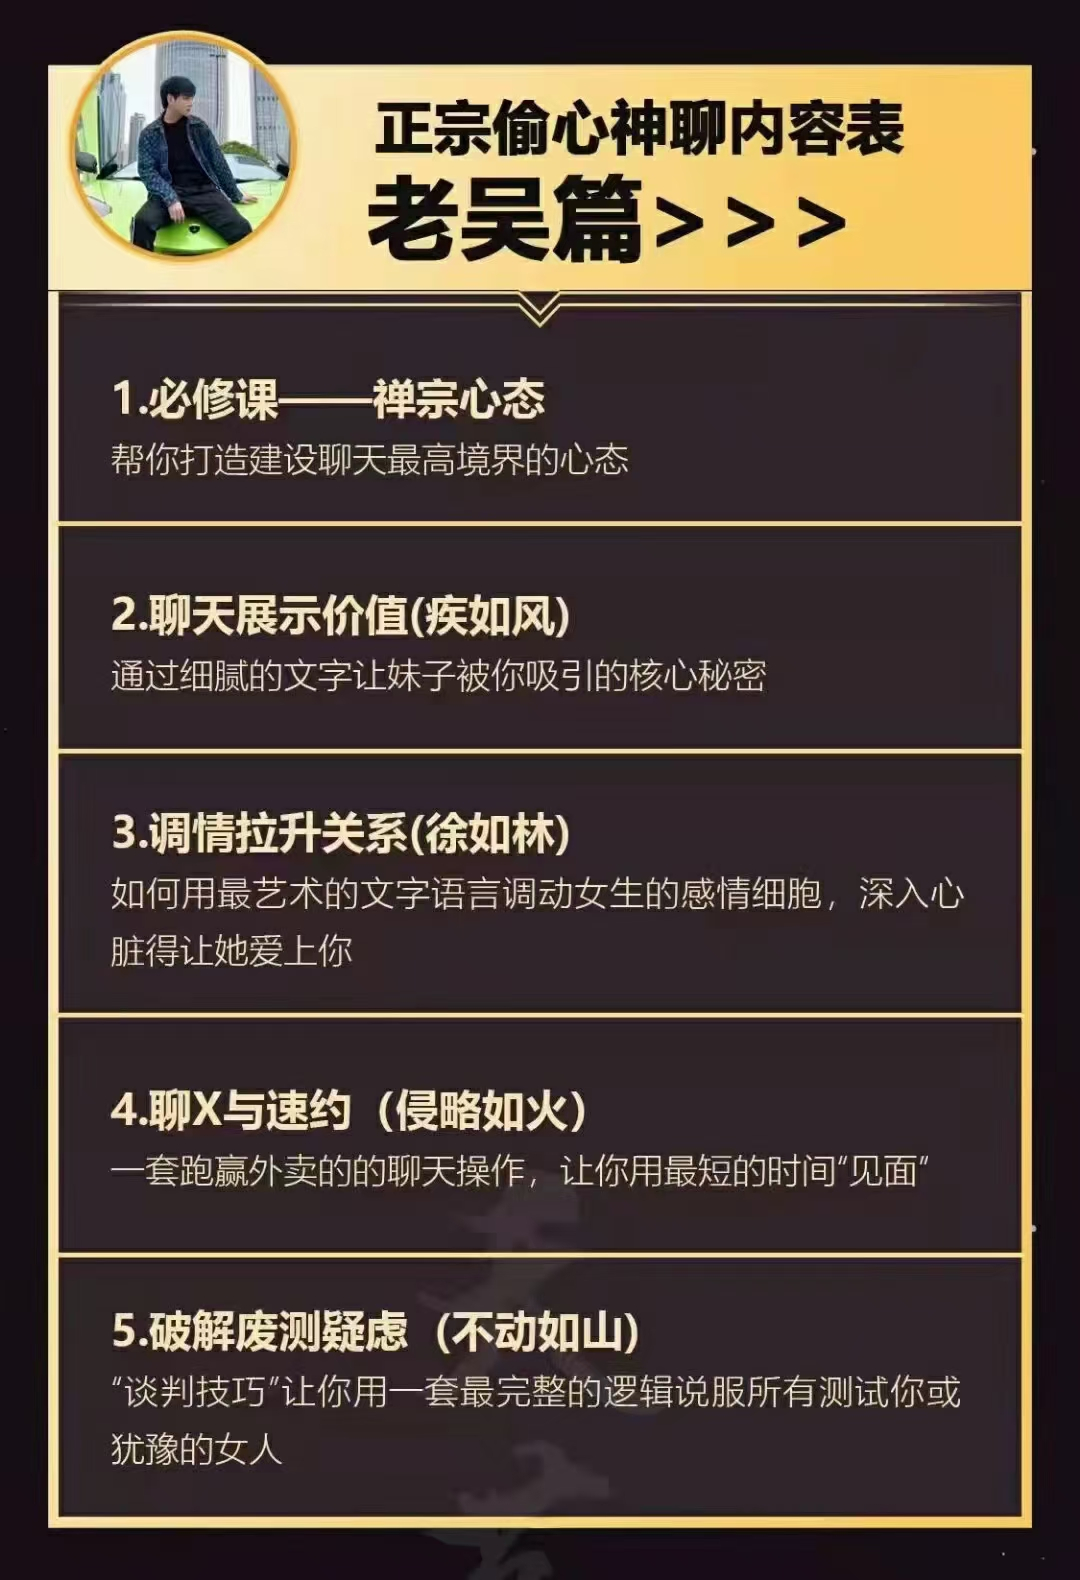 正宗偷心神聊内容表
老吴篇>>>
1.必修课——禅宗心态
帮你打造建设聊天最高境界的心态
2.聊天展示价值(疾如风)
通过细腻的文字让妹子被你吸引的核心秘密
3.调情拉升关系(徐如林)
如何用最艺术的文字语言调动女生的感情细胞，深入心
脏得让她爱上你
4.聊X与速约（侵略如火）
一套跑赢外卖的的聊天操作，让你用最短的时间“见面”
5.破解废测疑虑（不动如山)
“谈判技巧”让你用一套最完整的逻辑说服所有测试你或
犹豫的女人